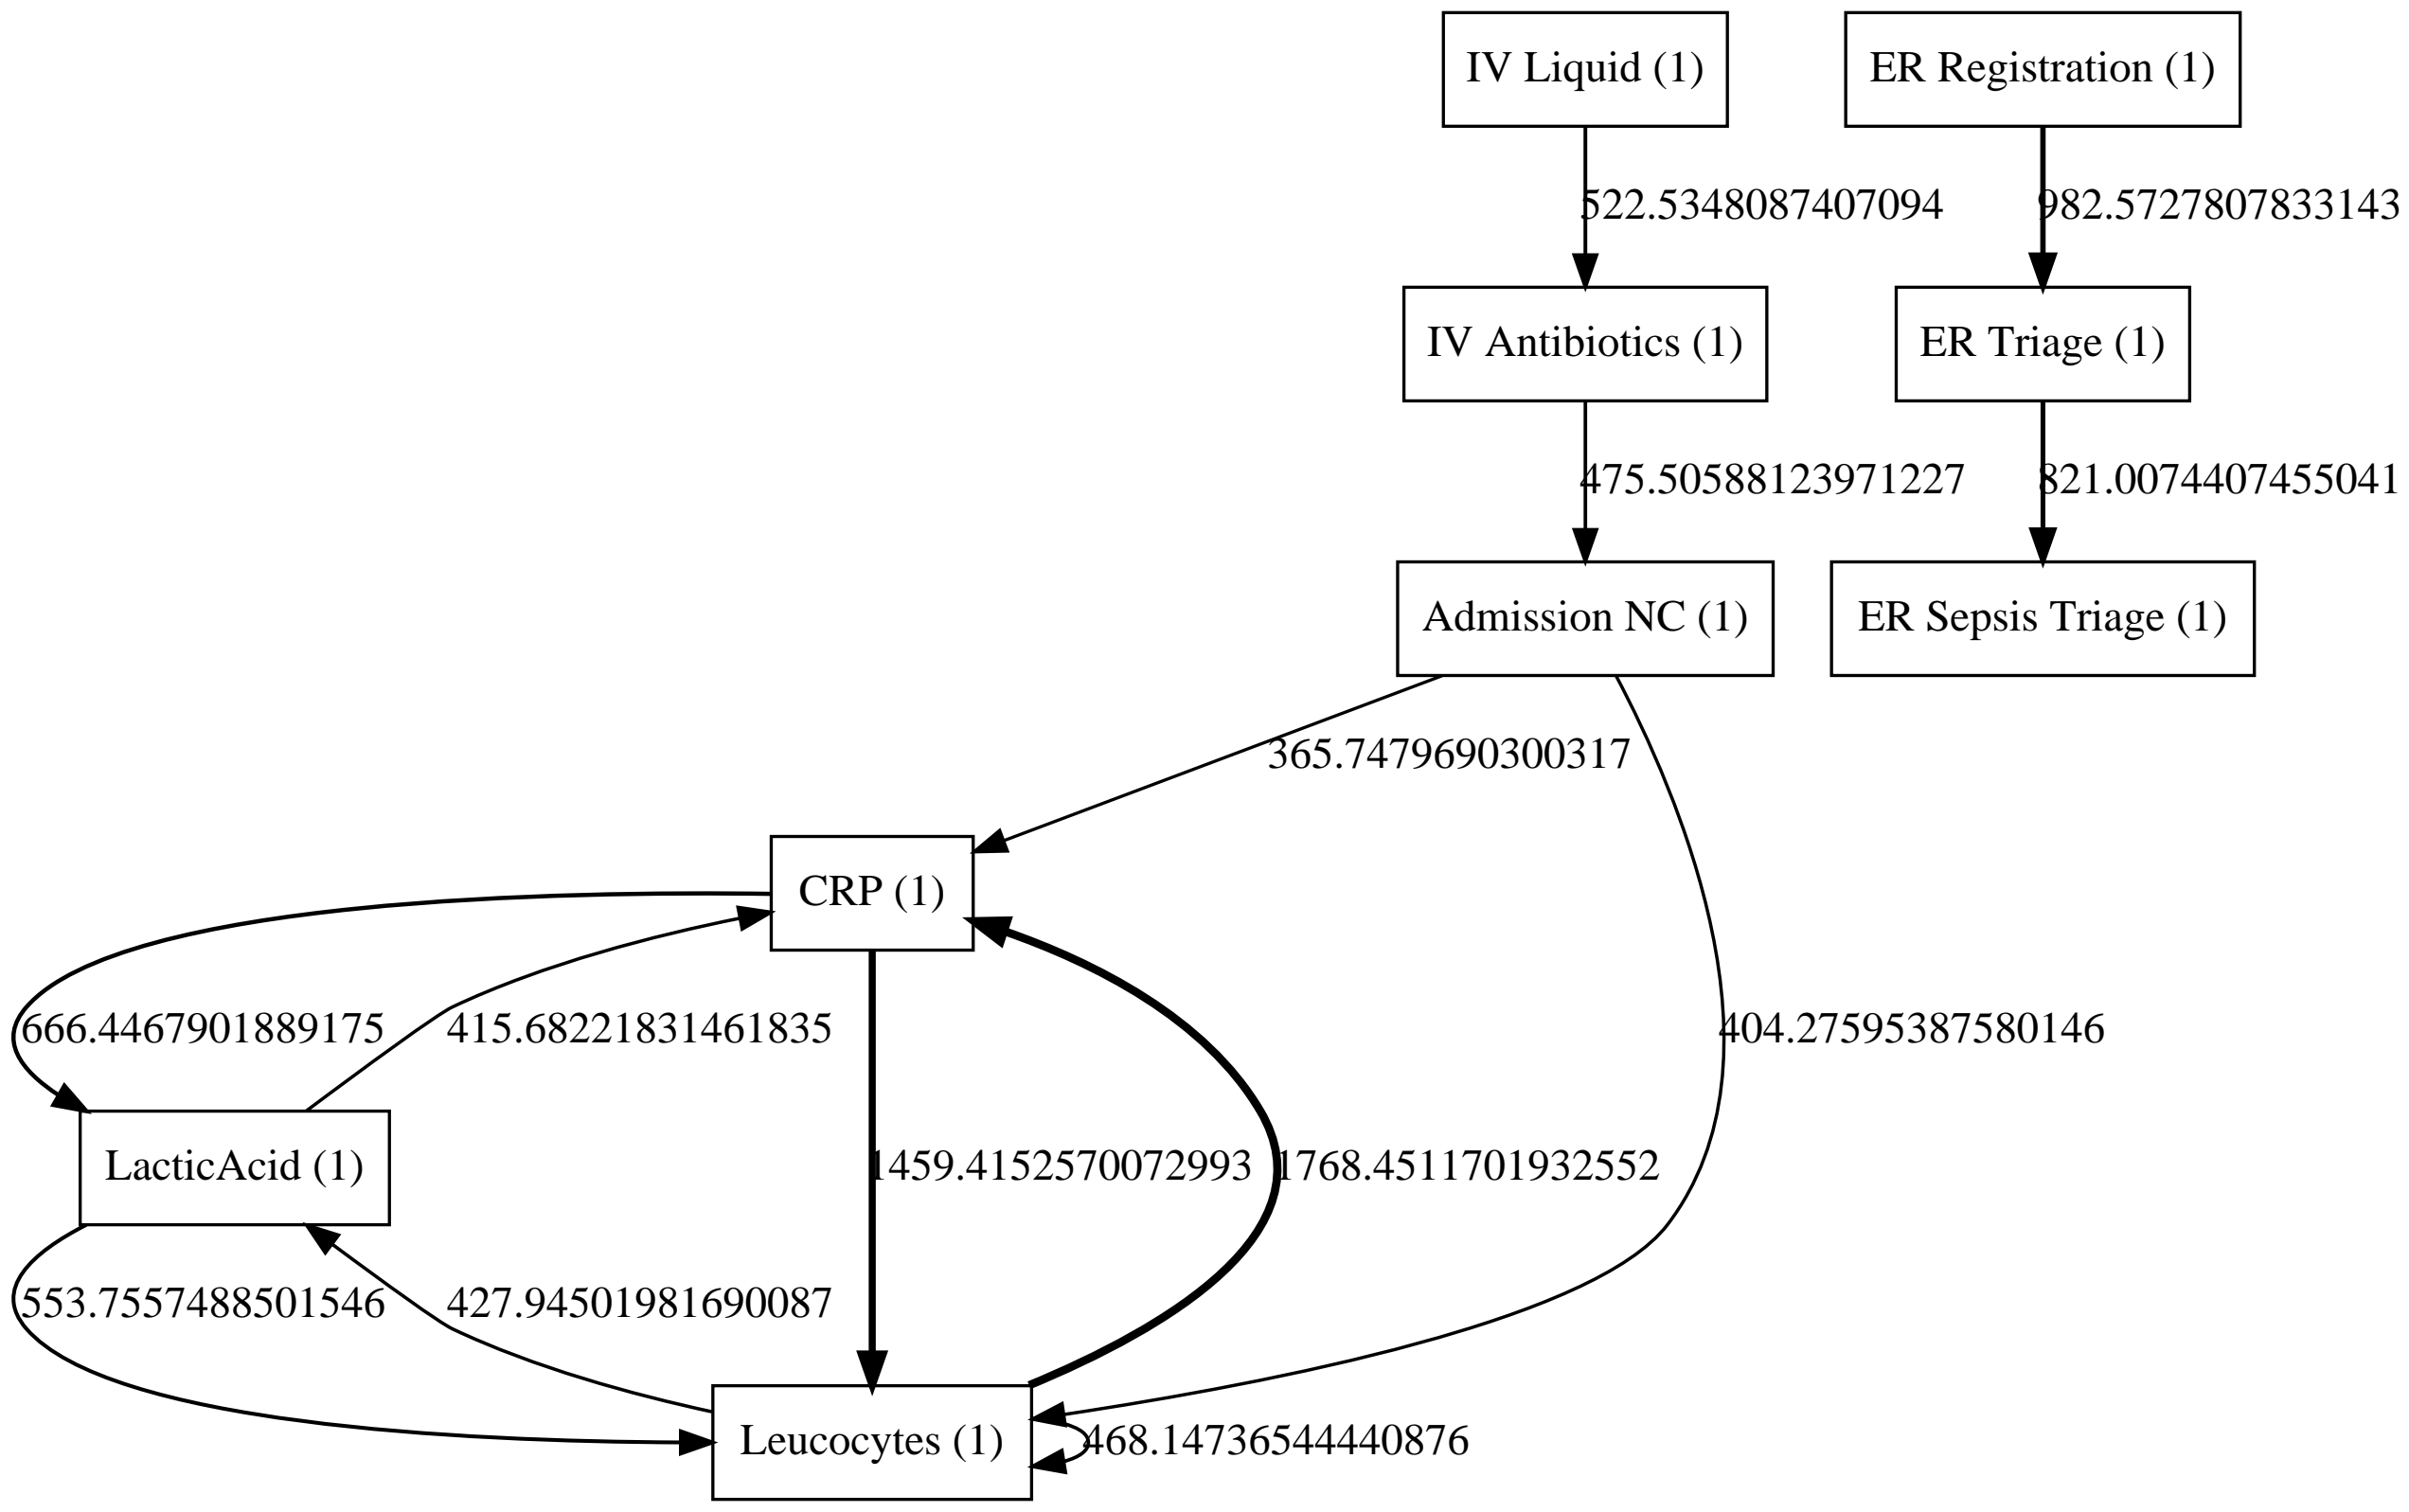 IV Liquid (1)
ER Registration (1)
522.5348087407094
982.5727807833143
IV Antibiotics (1)
ER Triage (1)
475.50588123971227
821.0074407455041
Admission NC (1)
ER Sepsis Triage (1)
365.7479690300317
CRP (1)
666.4467901889175
415.68221831461835
404.27595387580146
LacticAcid (1)
1459.4152570072993
1768.4511701932552
553.7557488501546
427.94501981690087
Leucocytes (1)
468.14736544440876